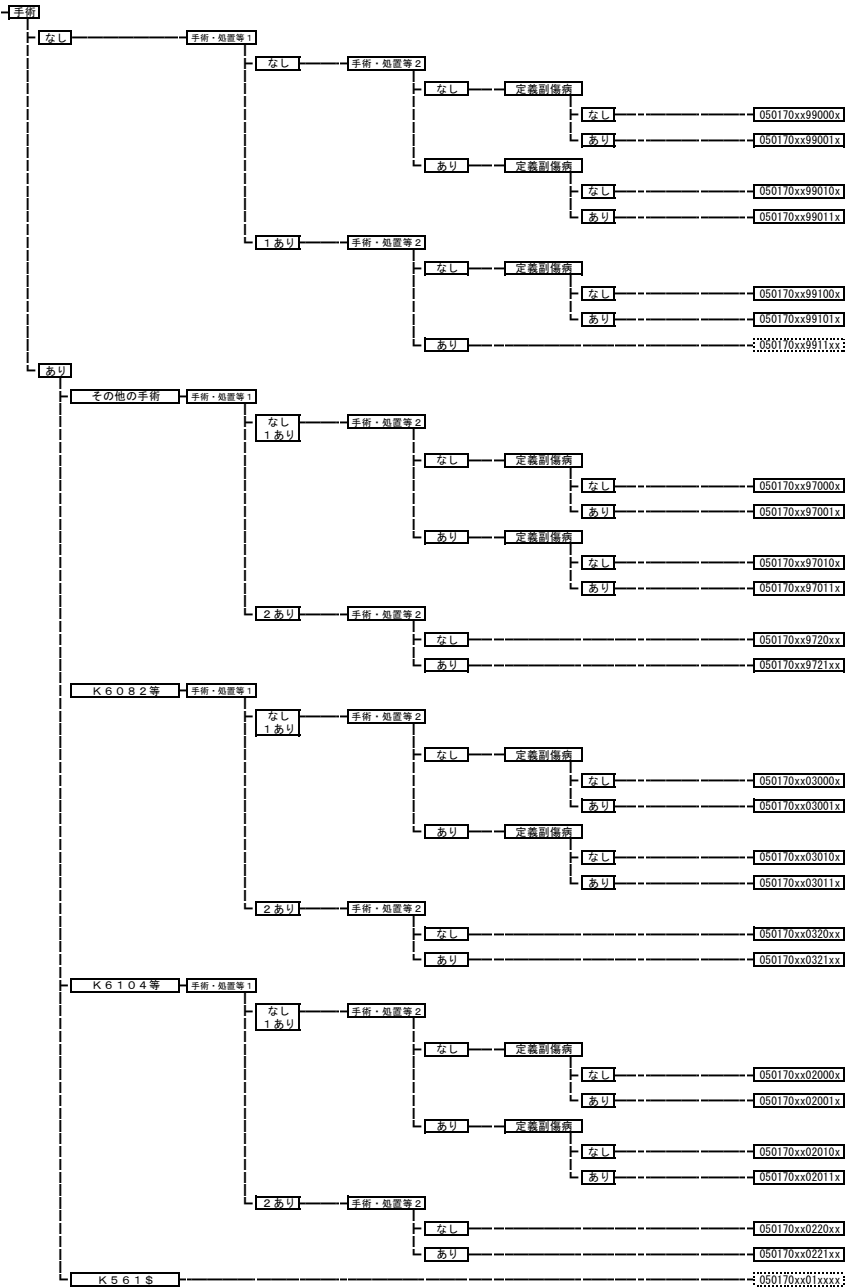 手術
なし 手術・処置等1
なし 手術・処置等2
なし 定義副傷病
なし 050170xx99000x
あり 050170xx99001x
あり 定義副傷病
なし 050170xx99010x
あり 050170xx99011x
1あり 手術・処置等2
なし 定義副傷病
なし 050170xx99100x
あり 050170xx99101x
あり 050170xx9911xx
あり
その他の手術 手術・処置等1
なし 手術・処置等2
1あり
なし 定義副傷病
なし 050170xx97000x
あり 050170xx97001x
あり 定義副傷病
なし 050170xx97010x
あり 050170xx97011x
2あり 手術・処置等2
なし 050170xx9720xx
あり 050170xx9721xx
K6082等 手術・処置等1
なし 手術・処置等2
1あり
なし 定義副傷病
なし 050170xx03000x
あり 050170xx03001x
あり 定義副傷病
なし 050170xx03010x
あり 050170xx03011x
2あり 手術・処置等2
なし 050170xx0320xx
あり 050170xx0321xx
K6104等 手術・処置等1
なし 手術・処置等2
1あり
なし 定義副傷病
なし 050170xx02000x
あり 050170xx02001x
あり 定義副傷病
なし 050170xx02010x
あり 050170xx02011x
2あり 手術・処置等2
なし 050170xx0220xx
あり 050170xx0221xx
K561$ 050170xx01xxxx